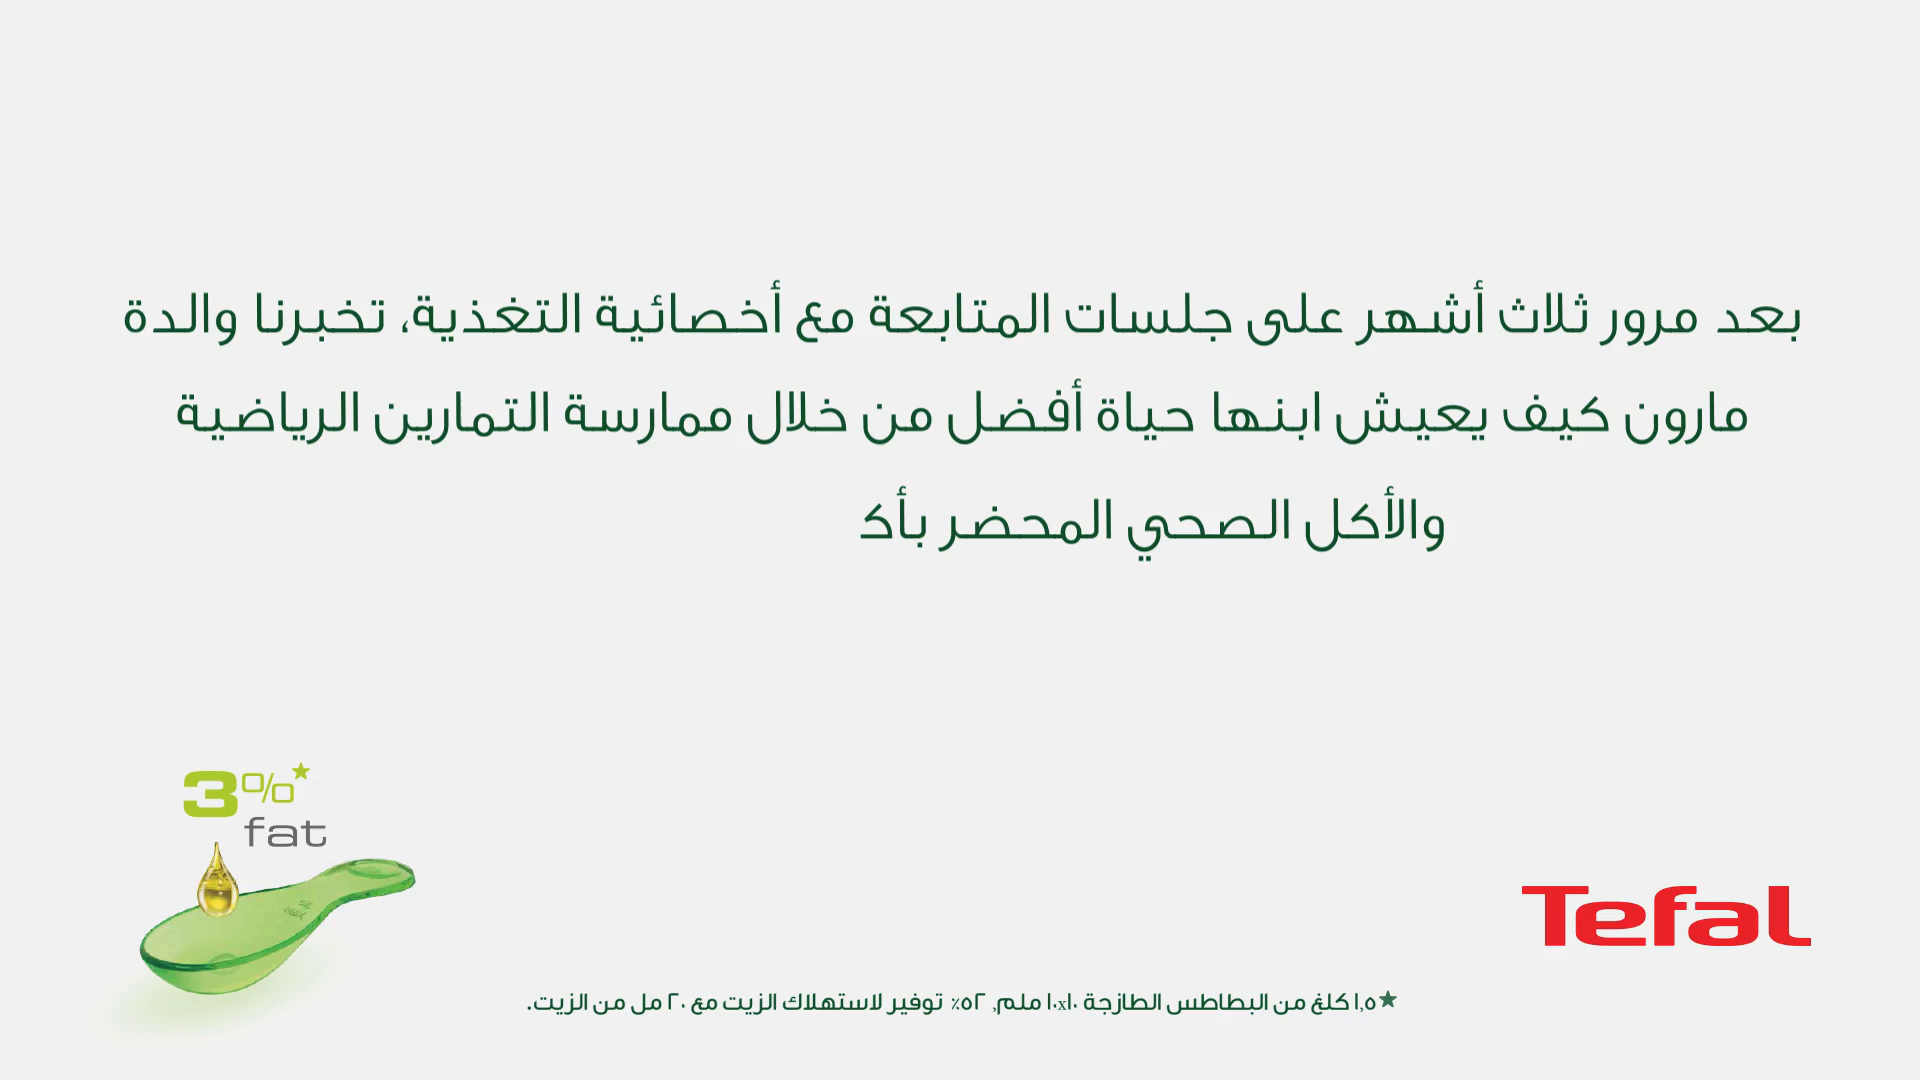 بعد مرور ثلاث أشهر على جلسات المتابعة مع أخصائية التغذية، تخبرنا والدة
مارون كيف يعيش ابنها حياة أفضل من خلال ممارسة التمارين الرياضية
والأكل الصحي المحضر بأك
3%★
fat
Tefal
★١,٥ كلغ من البطاطس الطازجة ١٠x١٠ ملم, ٥٢٪ توفير لاستهلاك الزيت مع ٢٠ مل من الزيت.